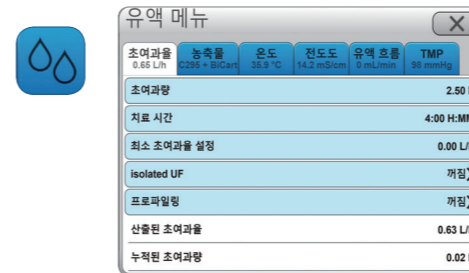 유액 메뉴
X
초여과율 농축물 온도 전도도 유액 흐름 TMP
0.65 L/h C295 + BiCart 35.9 °C 14.2 mS/cm 0 mL/min 98 mmHg
초여과량 2.50
치료 시간 4:00
최소 초여과율 설정 0.00
isolated UF 꺼짐
프로파일링 꺼짐
산출된 초여과율 0.63
누적된 초여과량 0.02